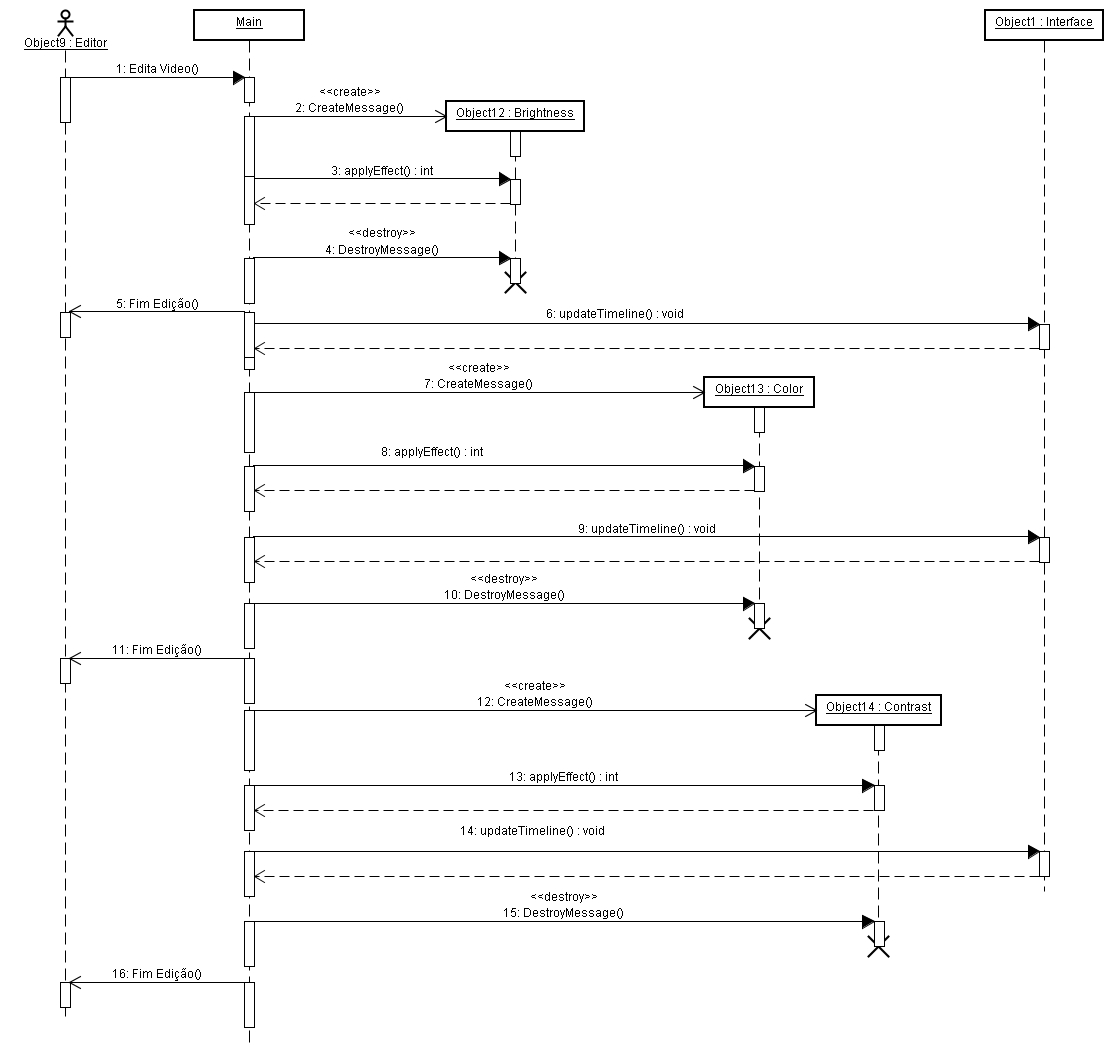 Object9 : Editor
Main
Object1 : Interface
1: Edita Video()
<<create>>
2: CreateMessage()
Object12 : Brightness
3: applyEffect() : int
<<destroy>>
4: DestroyMessage()
5: Fim Edição()
6: updateTimeline() : void
<<create>>
7: CreateMessage()
Object13 : Color
8: applyEffect() : int
9: updateTimeline() : void
<<destroy>>
10: DestroyMessage()
11: Fim Edição()
<<create>>
12: CreateMessage()
Object14 : Contrast
13: applyEffect() : int
14: updateTimeline() : void
<<destroy>>
15: DestroyMessage()
16: Fim Edição()